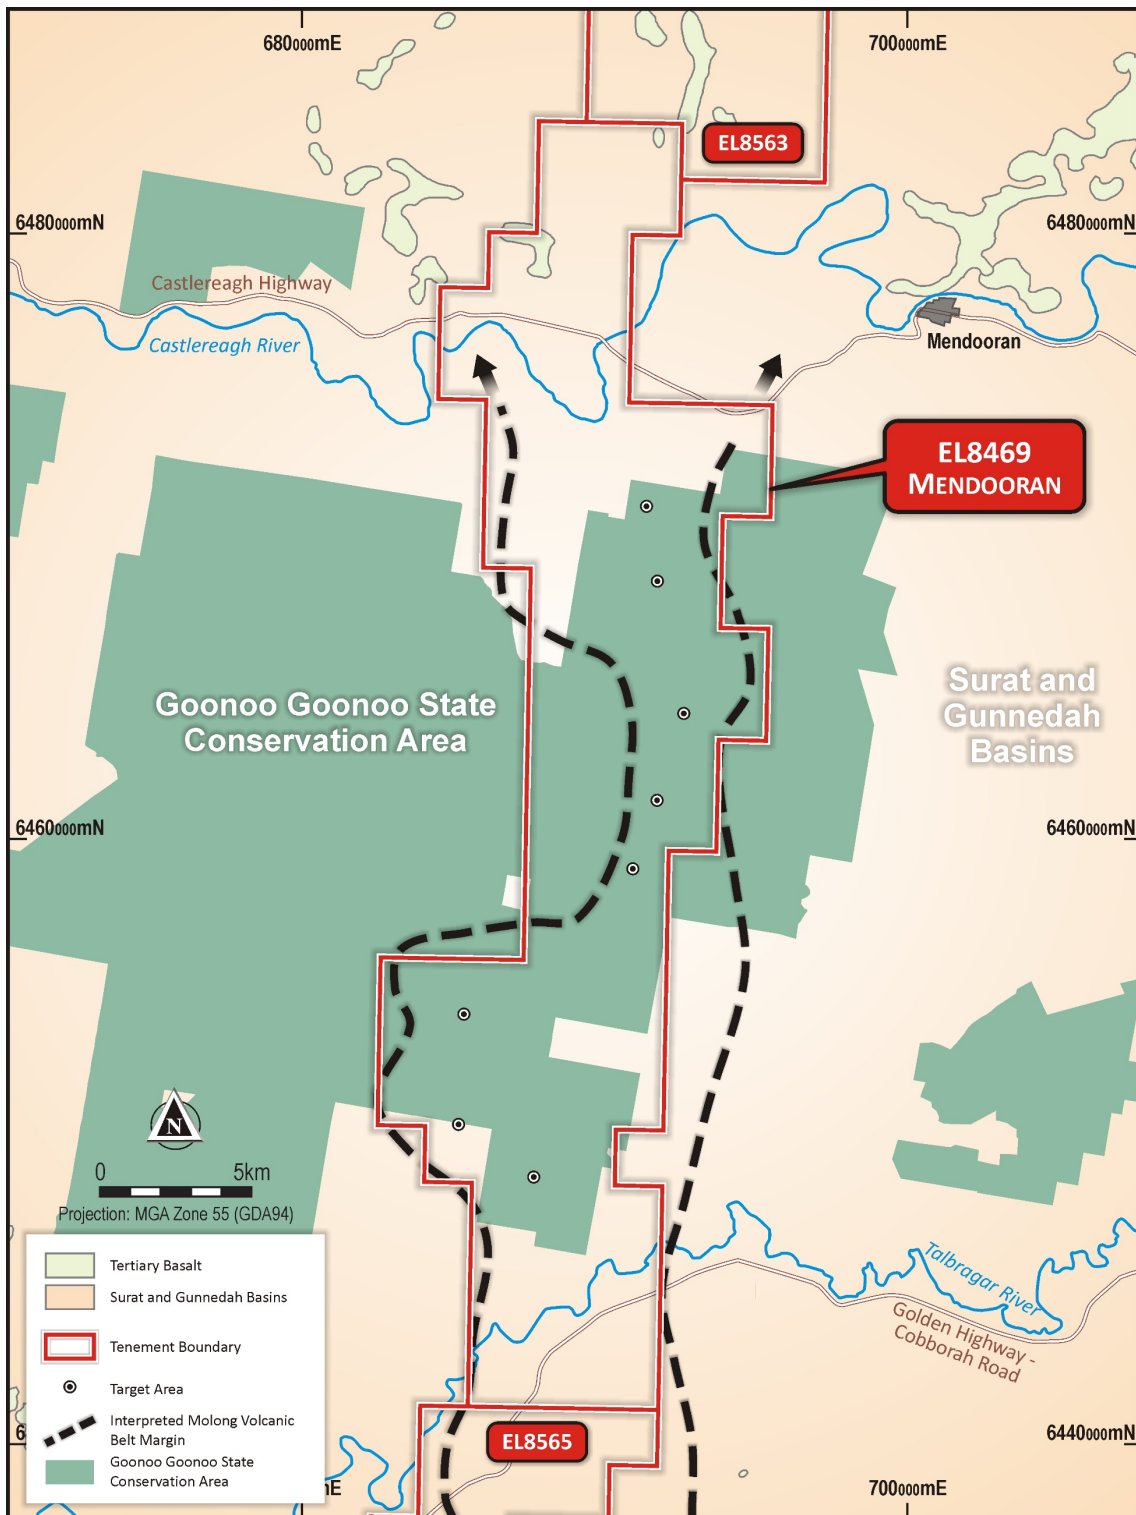 680000mE
700000mE
EL8563
6480000mN
6480000mN
Castlereagh Highway
Castlereagh River
Mendooran
EL8469
MENDOORAN
Goonoo Goonoo State
Conservation Area
Surat and
Gunnedah
Basins
6460000mN
6460000mN
N
0 5km
Projection: MGA Zone 55 (GDA94)
Talbragar River
Golden Highway -
Cobborah Road
Tertiary Basalt
Surat and Gunnedah Basins
Tenement Boundary
Target Area
Interpreted Molong Volcanic
Belt Margin
Goonoo Goonoo State
Conservation Area
EL8565
6440000mN
700000mE